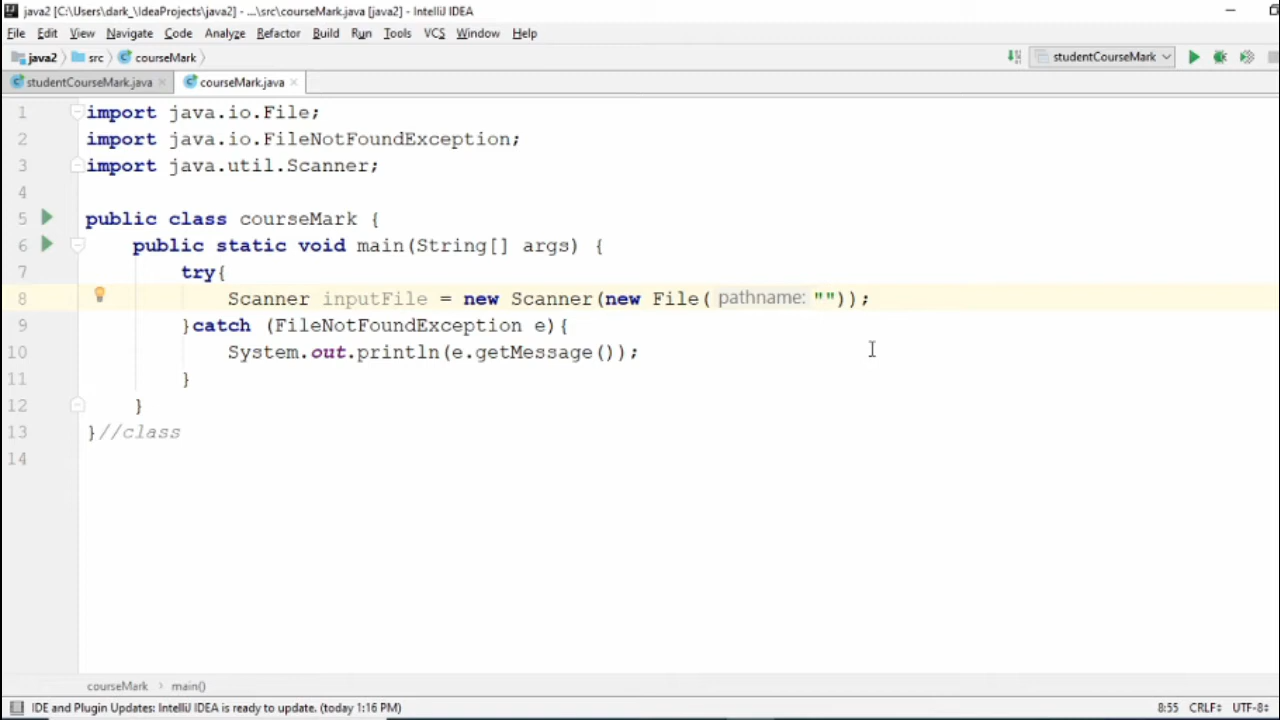 java2 [C:\Users\dark_\IdeaProjects\java2] - ...\src\courseMark.java [java2] - IntelliJ IDEA
File Edit View Navigate Code Analyze Refactor Build Run Tools VCS Window Help
java2 src courseMark studentCourseMark
studentCourseMark.java courseMark.java
1 import java.io.File;
2 import java.io.FileNotFoundException;
3 import java.util.Scanner;
4
5 public class courseMark {
6 public static void main(String[] args) {
7 try{
8 Scanner inputFile = new Scanner(new File( pathname: ""));
9 }catch (FileNotFoundException e){
10 System.out.println(e.getMessage());
11 }
12 }
13 }//class
14
courseMark › main()
IDE and Plugin Updates: IntelliJ IDEA is ready to update. (today 1:16 PM) 8:55 CRLF UTF-8